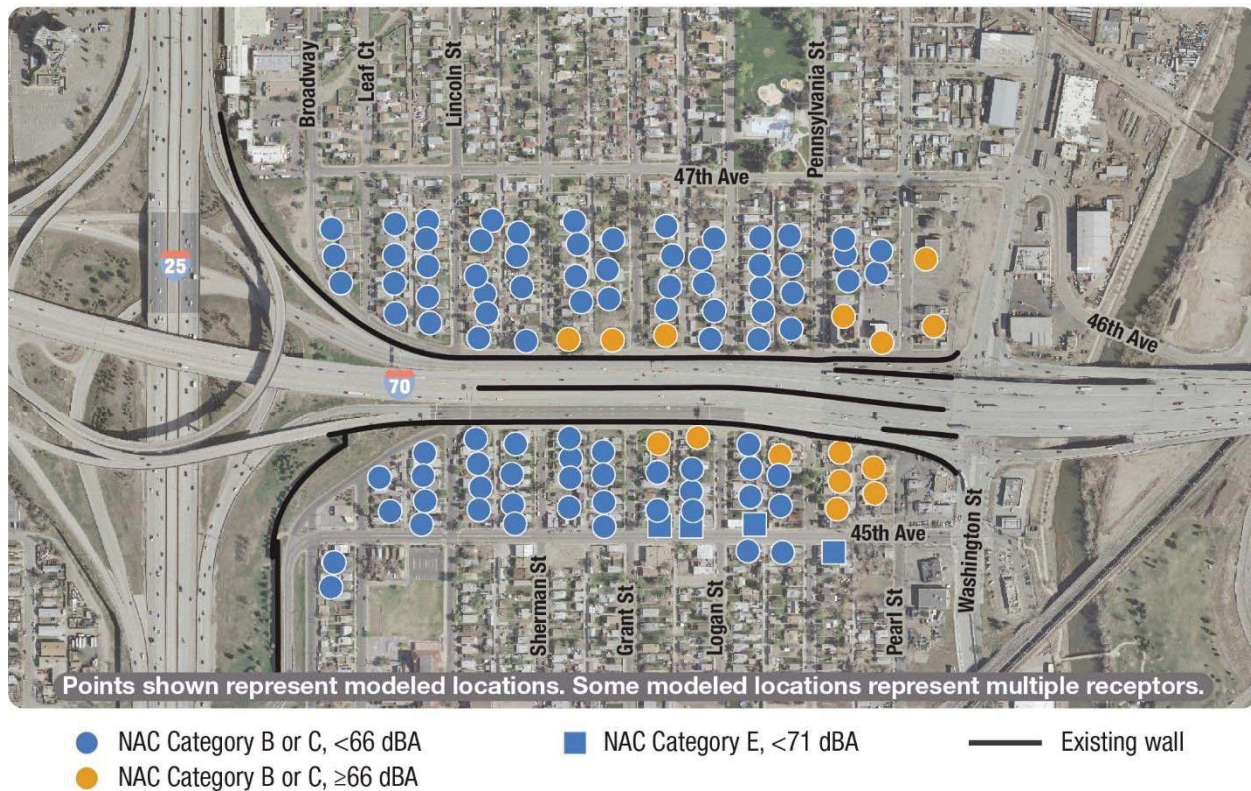 Broadway
Leaf Ct
Lincoln St
Pennsylvania St
47th Ave
25
46th Ave
70
45th Ave
Sherman St
Grant St
Logan St
Pearl St
Washington St
Points shown represent modeled locations. Some modeled locations represent multiple receptors.
NAC Category B or C, <66 dBA
NAC Category E, <71 dBA
Existing wall
NAC Category B or C, ≥66 dBA